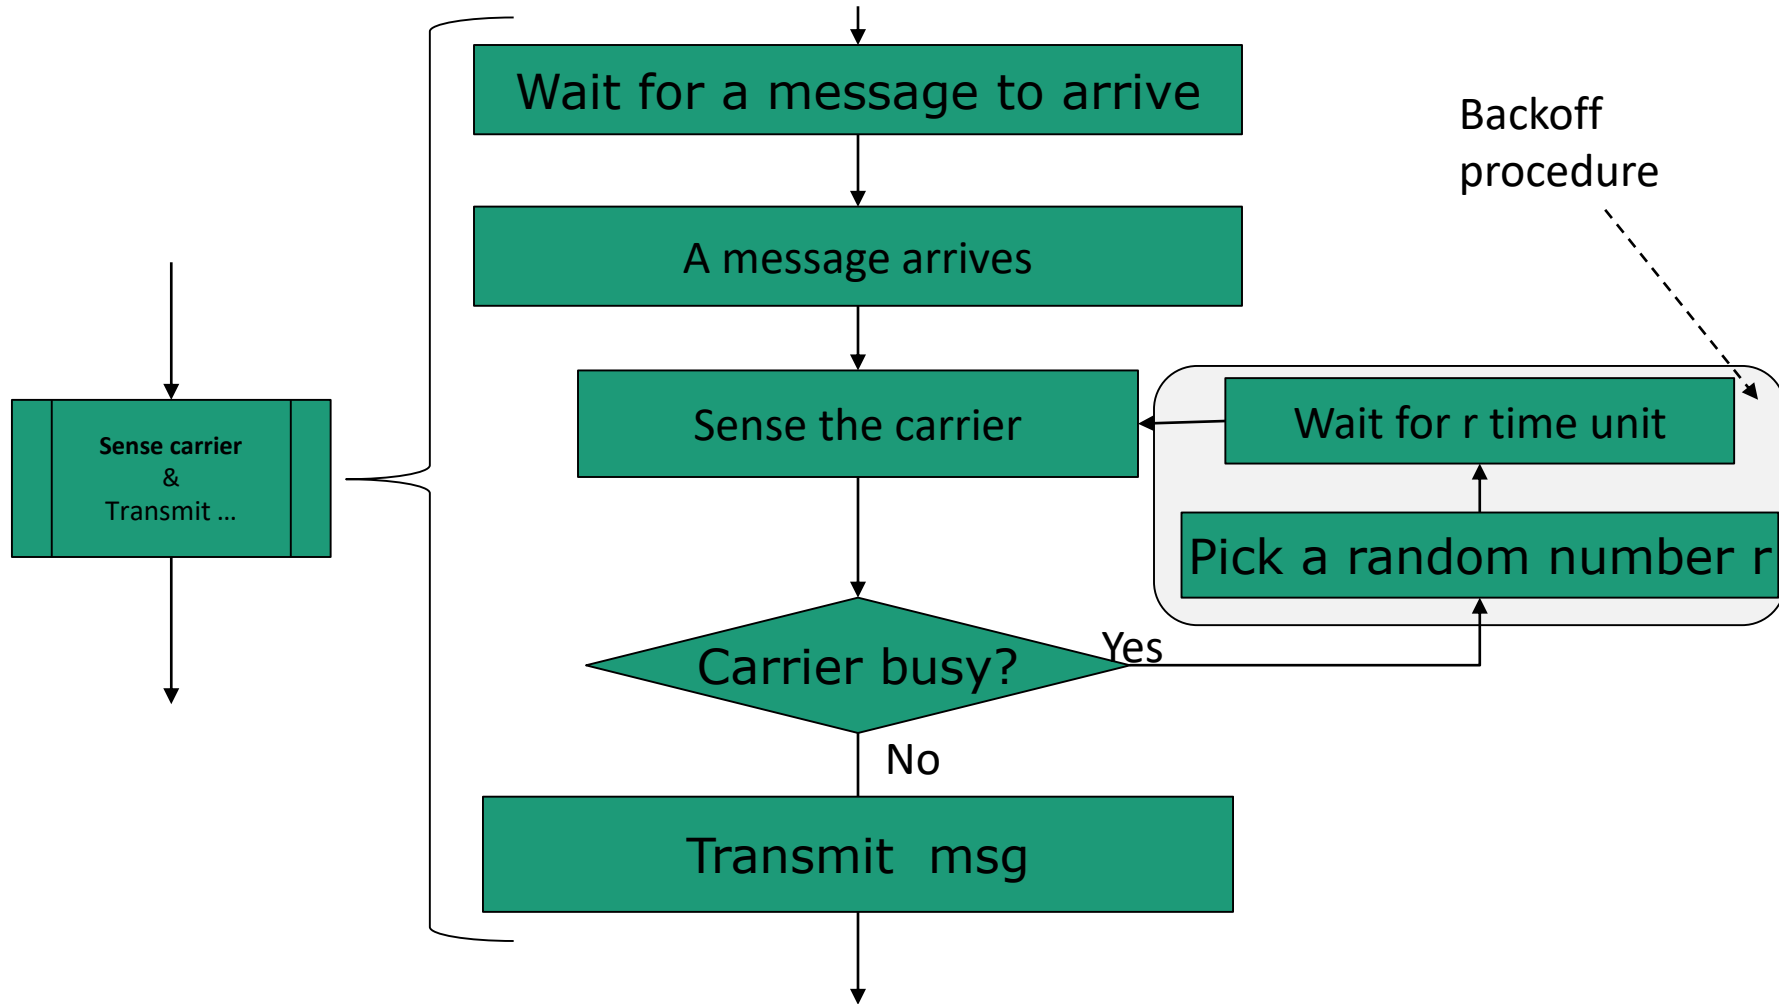 Wait for a message to arrive
Backoff
procedure
A message arrives
Sense the carrier
Wait for r time unit
Sense carrier
&
Transmit ...
Pick a random number r
Carrier busy?
Yes
No
Transmit msg